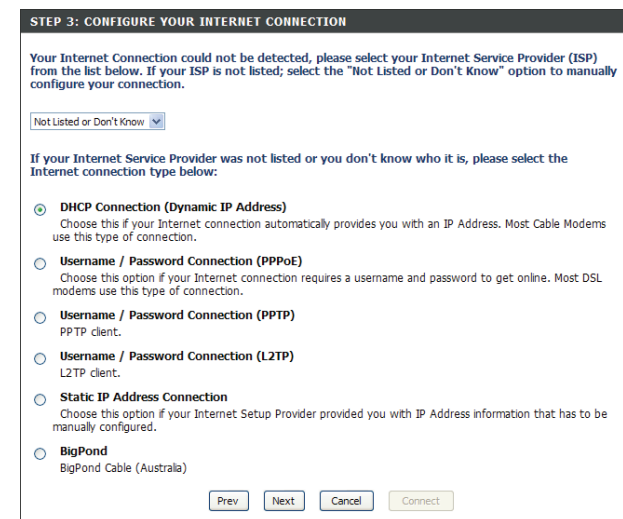 STEP 3: CONFIGURE YOUR INTERNET CONNECTION
Your Internet Connection could not be detected, please select your Internet Service Provider (ISP)
from the list below. If your ISP is not listed; select the "Not Listed or Don't Know" option to manually
configure your connection.
Not Listed or Don't Know
If your Internet Service Provider was not listed or you don't know who it is, please select the
Internet connection type below:
DHCP Connection (Dynamic IP Address)
Choose this if your Internet connection automatically provides you with an IP Address. Most Cable Modems
use this type of connection.
Username / Password Connection (PPPoE)
Choose this option if your Internet connection requires a username and password to get online. Most DSL
modems use this type of connection.
Username / Password Connection (PPTP)
PPTP client.
Username / Password Connection (L2TP)
L2TP client.
Static IP Address Connection
Choose this option if your Internet Setup Provider provided you with IP Address information that has to be
manually configured.
BigPond
BigPond Cable (Australia)
Prev Next Cancel Connect